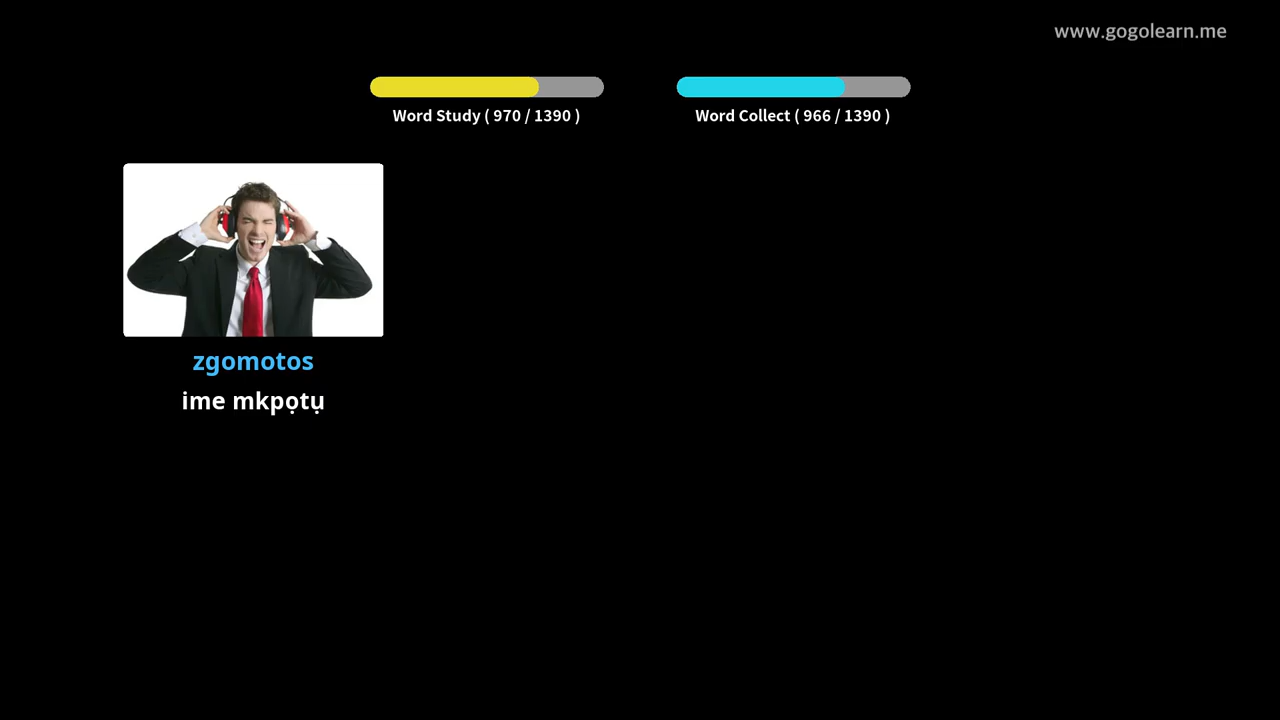 www.gogolearn.me
Word Study ( 970 / 1390 )
Word Collect ( 966 / 1390 )
zgomotos
ime mkpọtụ